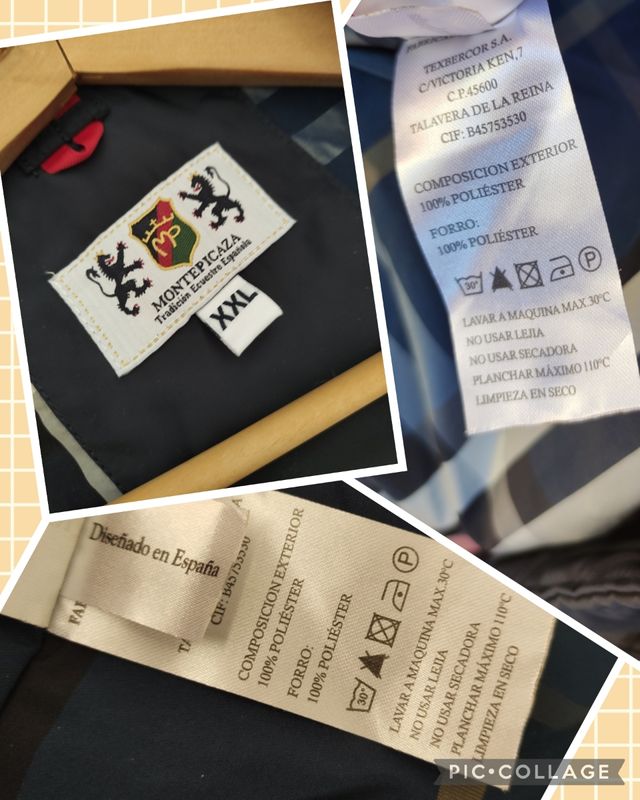 MP
MONTEPICAZA
Tradición Ecuestre Española
XXL
TEXBERCOR S.A.
C/VICTORIA KEN,7
C.P.45600
TALAVERA DE LA REINA
CIF: B45753530
COMPOSICION EXTERIOR
100% POLIÉSTER
FORRO:
100% POLIÉSTER
30° P
LAVAR A MAQUINA MAX.30°C
NO USAR LEJIA
NO USAR SECADORA
PLANCHAR MÁXIMO 110°C
LIMPIEZA EN SECO
Diseñado en España
CIF: B45753530
COMPOSICION EXTERIOR
100% POLIÉSTER
FORRO:
100% POLIÉSTER
30° P
LAVAR A MAQUINA MAX.30°C
NO USAR LEJIA
NO USAR SECADORA
PLANCHAR MÁXIMO 110°C
LIMPIEZA EN SECO
PIC•COLLAGE